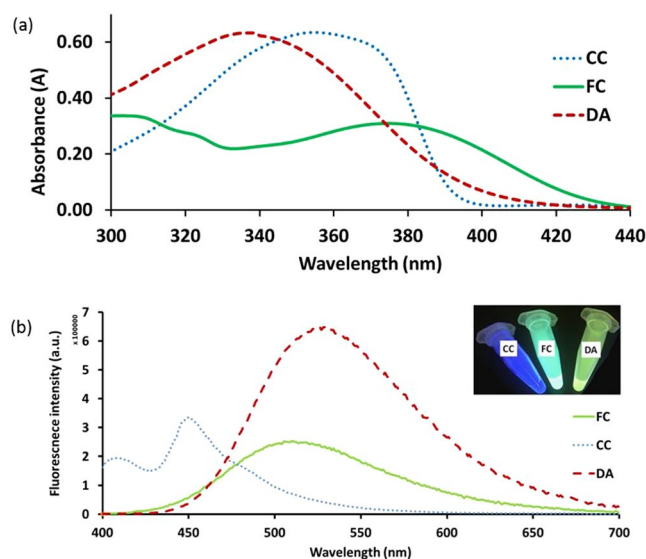 (a)
Absorbance (A)
0.60
0.40
0.20
0.00
CC
FC
DA
300 320 340 360 380 400 420 440
Wavelength (nm)
(b)
Fluorescnece intensity (a.u.)
x100000
7
6
5
4
3
2
1
0
CC FC DA
FC
CC
DA
400 450 500 550 600 650 700
Wavelength (nm)